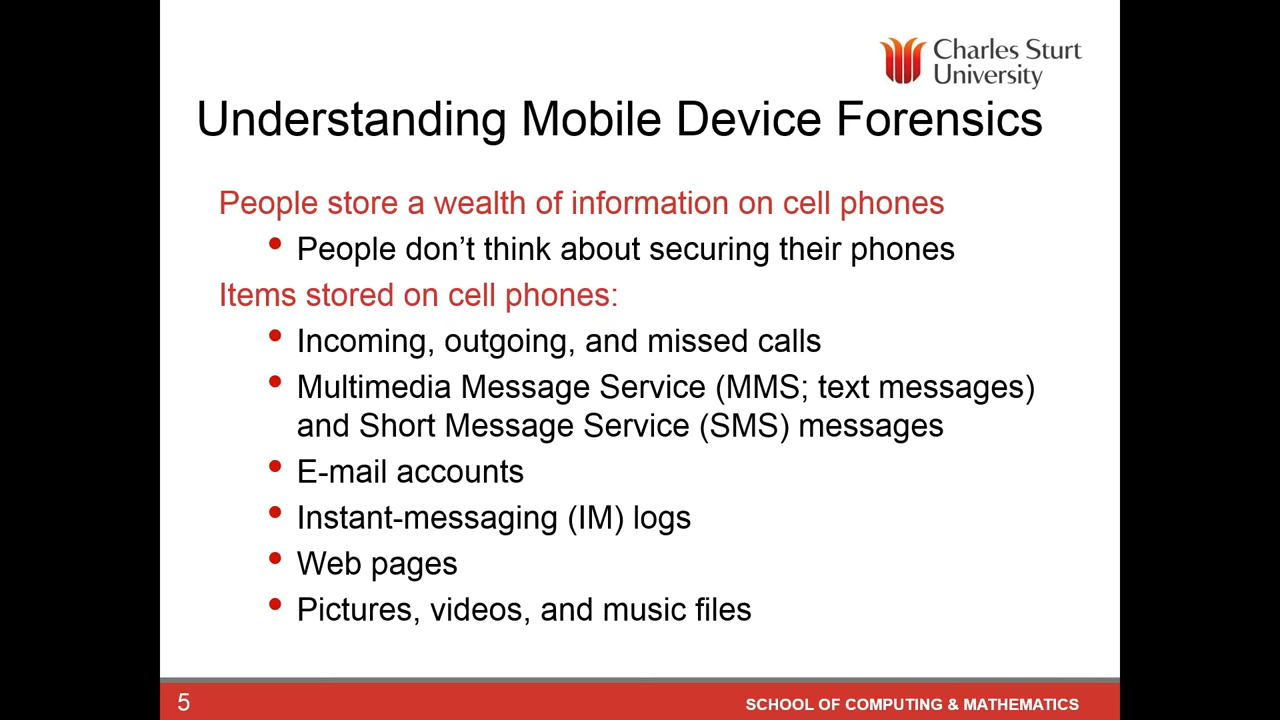 Charles Sturt
University
Understanding Mobile Device Forensics
People store a wealth of information on cell phones
• People don’t think about securing their phones
Items stored on cell phones:
• Incoming, outgoing, and missed calls
• Multimedia Message Service (MMS; text messages)
and Short Message Service (SMS) messages
• E-mail accounts
• Instant-messaging (IM) logs
• Web pages
• Pictures, videos, and music files
5
SCHOOL OF COMPUTING & MATHEMATICS